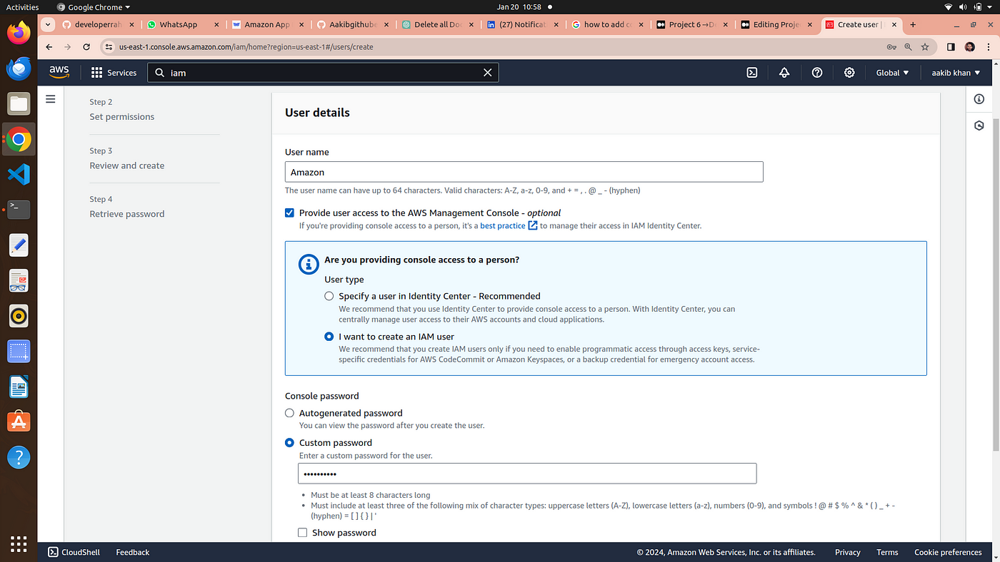 Activities
Google Chrome
Jan 20 10:58
developerrah
WhatsApp
Amazon App
Aakibgithube
Delete all Doc
(27) Notificat
how to add c
Project 6→De
Editing Projec
Create user |
us-east-1.console.aws.amazon.com/iam/home?region=us-east-1#/users/create
aws
Services
iam
Global
aakib khan
Step 2
Set permissions
Step 3
Review and create
Step 4
Retrieve password
User details
User name
Amazon
The user name can have up to 64 characters. Valid characters: A-Z, a-z, 0-9, and + = , . @ _ - (hyphen)
Provide user access to the AWS Management Console - optional
If you're providing console access to a person, it's a best practice to manage their access in IAM Identity Center.
Are you providing console access to a person?
User type
Specify a user in Identity Center - Recommended
We recommend that you use Identity Center to provide console access to a person. With Identity Center, you can
centrally manage user access to their AWS accounts and cloud applications.
I want to create an IAM user
We recommend that you create IAM users only if you need to enable programmatic access through access keys, service-
specific credentials for AWS CodeCommit or Amazon Keyspaces, or a backup credential for emergency account access.
Console password
Autogenerated password
You can view the password after you create the user.
Custom password
Enter a custom password for the user.
••••••••••
• Must be at least 8 characters long
• Must include at least three of the following mix of character types: uppercase letters (A-Z), lowercase letters (a-z), numbers (0-9), and symbols ! @ # $ % ^ & * ( ) _ + -
(hyphen) = [ ] { } | '
Show password
CloudShell
Feedback
© 2024, Amazon Web Services, Inc. or its affiliates.
Privacy
Terms
Cookie preferences